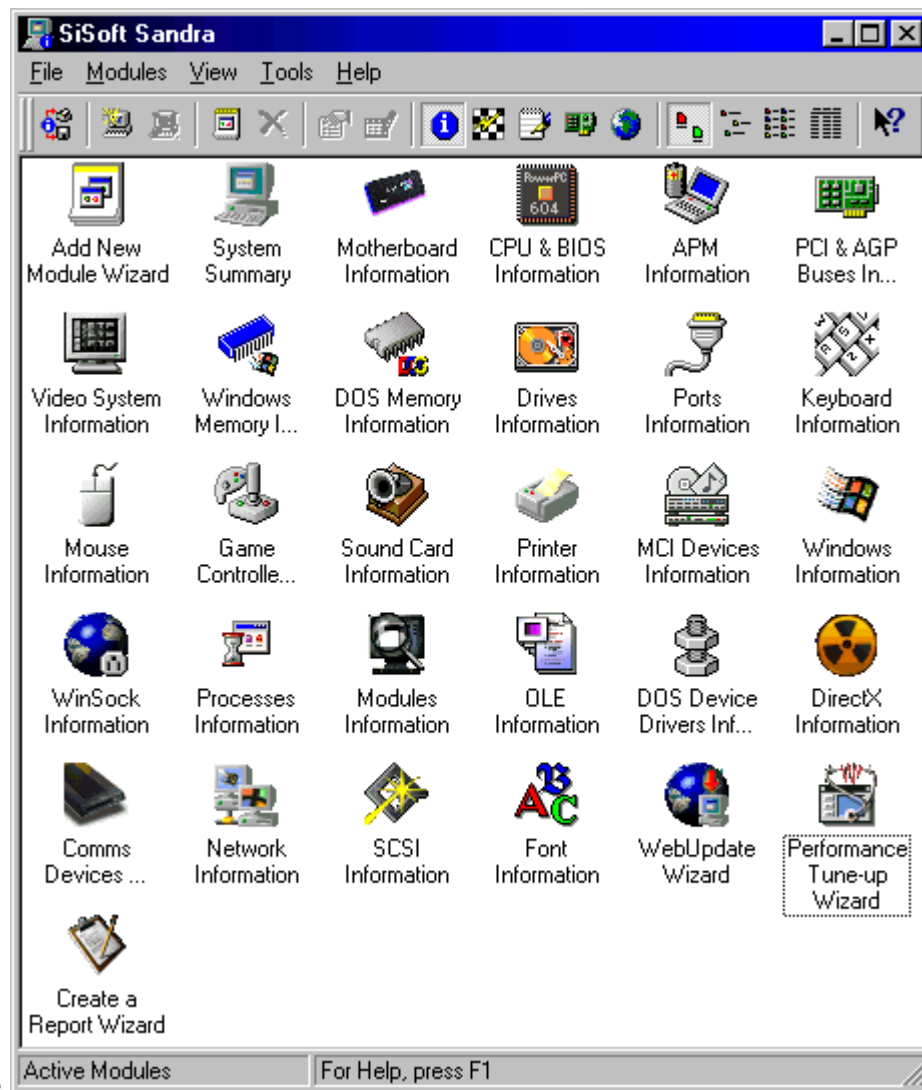 SiSoft Sandra
File Modules View Tools Help
Add New
Module Wizard
System
Summary
Motherboard
Information
PowerPC
604
CPU & BIOS
Information
APM
Information
PCI & AGP
Buses In...
Video System
Information
Windows
Memory I...
DOS Memory
Information
Drives
Information
Ports
Information
Keyboard
Information
Mouse
Information
Game
Controlle...
Sound Card
Information
Printer
Information
MCI Devices
Information
Windows
Information
WinSock
Information
Processes
Information
Modules
Information
OLE
Information
DOS Device
Drivers Inf...
DirectX
Information
Comms
Devices ...
Network
Information
SCSI
Information
ABC
Font
Information
WebUpdate
Wizard
Performance
Tune-up
Wizard
Create a
Report Wizard
Active Modules
For Help, press F1